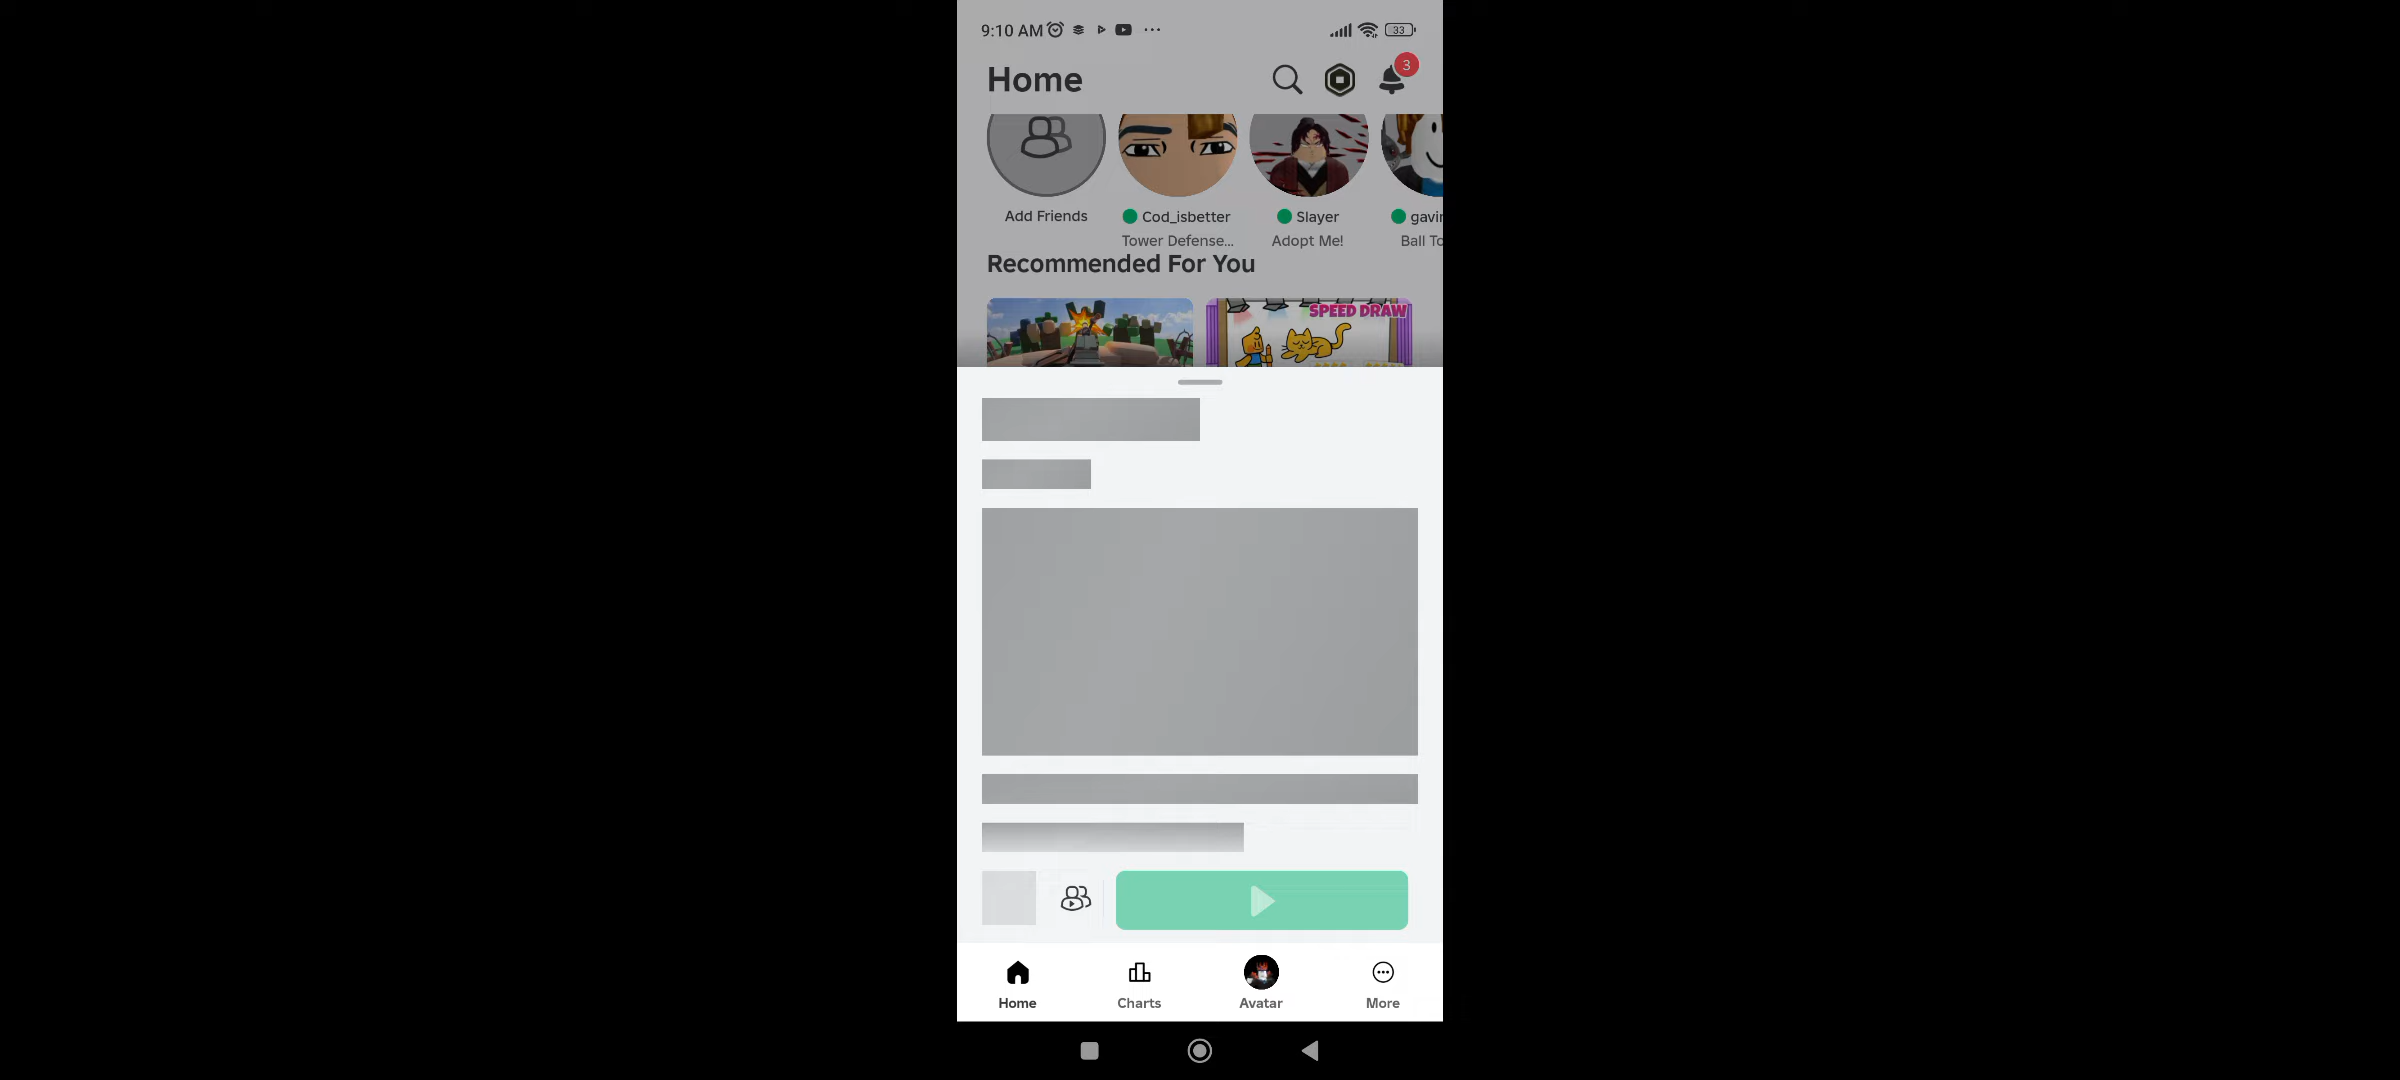 9:10 AM
33
Home
3
Add Friends
Cod_isbetter
Slayer
Tower Defense...
Adopt Me!
Recommended For You
SPEED DRAW
Home
Charts
Avatar
More